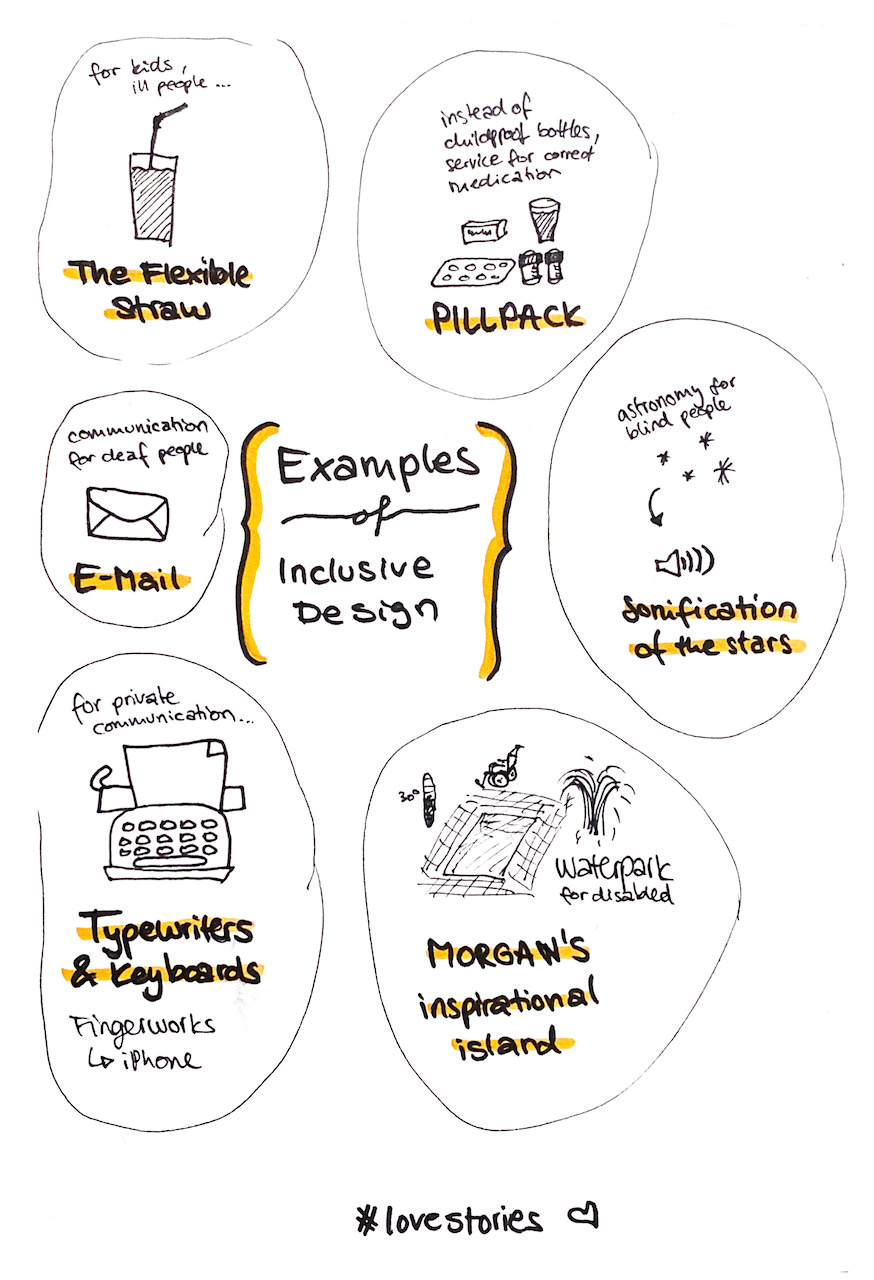 for kids,
ill people...
The Flexible
Straw
instead of
childproof bottles,
service for correct
medication
PILLPACK
communication
for deaf people
E-Mail
Examples
of
Inclusive
Design
astronomy for
blind people
Sonification
of the stars
for private
communication...
Typewriters
& Keyboards
Fingerworks
↳ iPhone
30°
Waterpark
for disabled
MORGAN'S
inspirational
island
#lovestories ♡